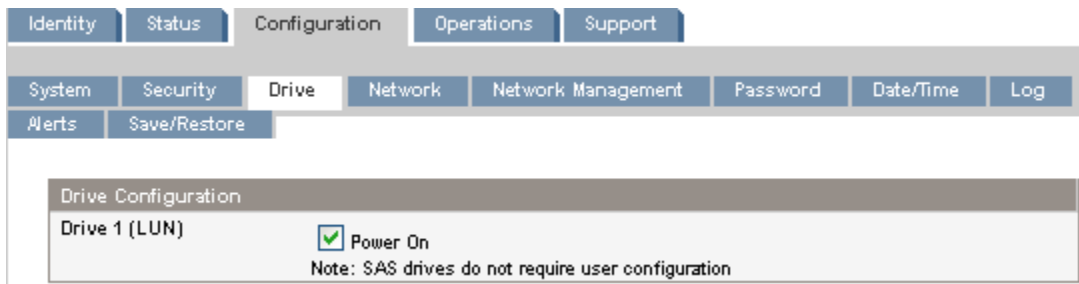 Identity Status Configuration Operations Support
System Security Drive Network Network Management Password Date/Time Log
Alerts Save/Restore
Drive Configuration
Drive 1 (LUN) Power On
Note: SAS drives do not require user configuration